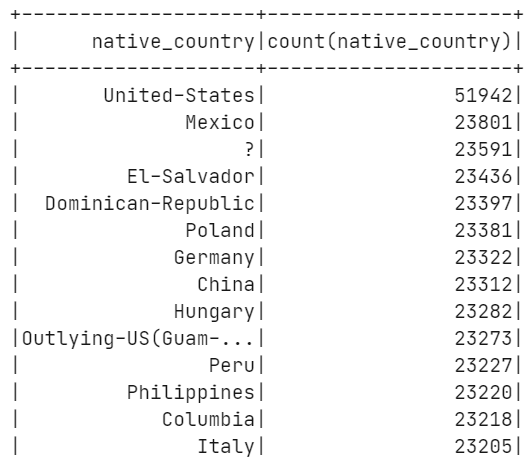 +--------------------+---------------------+
|      native_country|count(native_country)|
+--------------------+---------------------+
|       United-States|                51942|
|              Mexico|                23801|
|                   ?|                23591|
|         El-Salvador|                23436|
|  Dominican-Republic|                23397|
|              Poland|                23381|
|             Germany|                23322|
|               China|                23312|
|             Hungary|                23282|
|Outlying-US(Guam-...|                23273|
|                Peru|                23227|
|         Philippines|                23220|
|            Columbia|                23218|
|               Italy|                23205|